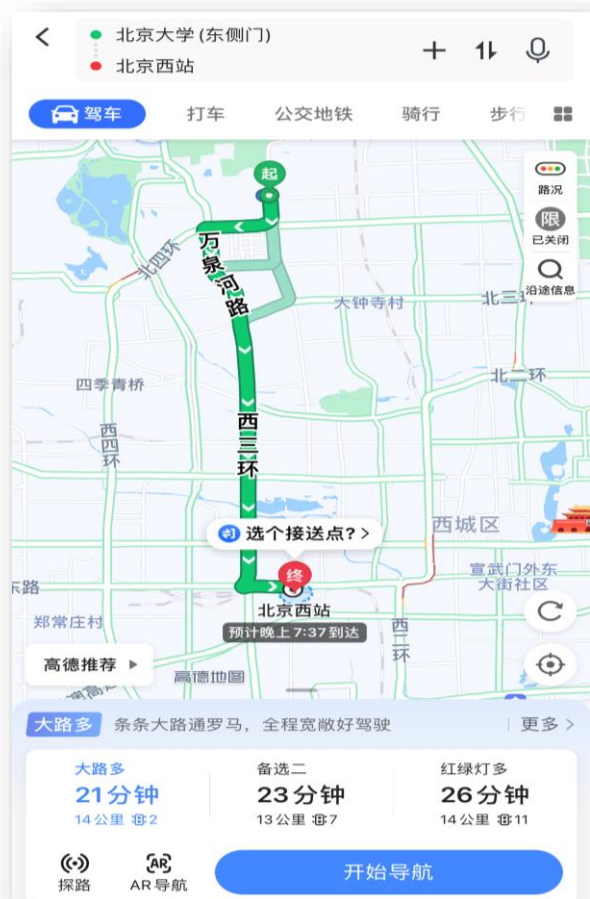 北京大学(东侧门)
北京西站
驾车
打车
公交地铁
骑行
步行
起
路况
限
已关闭
沿途信息
北四环
万泉河路
大钟寺村
北三环
四季青桥
北二环
西四环
西三环
选个接送点? >
西城区
终
宣武门外东
大街社区
东路
北京西站
郑常庄村
预计晚上7:37到达
西二环
高德推荐
高德地图
大路多
条条大路通罗马，全程宽敞好驾驶
更多 >
大路多
备选二
红绿灯多
21分钟
23分钟
26分钟
14公里 2
13公里 7
14公里 11
探路
AR
AR导航
开始导航